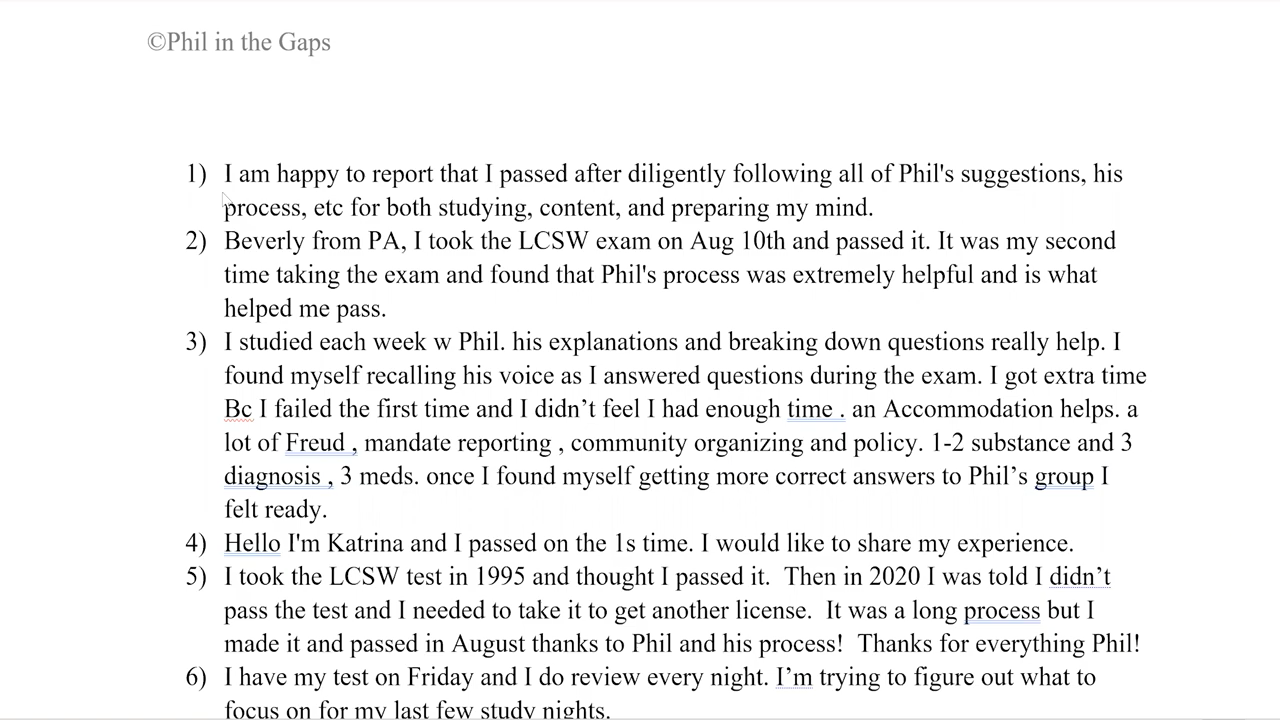 ©Phil in the Gaps
1) I am happy to report that I passed after diligently following all of Phil's suggestions, his
process, etc for both studying, content, and preparing my mind.
2) Beverly from PA, I took the LCSW exam on Aug 10th and passed it. It was my second
time taking the exam and found that Phil's process was extremely helpful and is what
helped me pass.
3) I studied each week w Phil. his explanations and breaking down questions really help. I
found myself recalling his voice as I answered questions during the exam. I got extra time
Bc I failed the first time and I didn’t feel I had enough time . an Accommodation helps. a
lot of Freud , mandate reporting , community organizing and policy. 1-2 substance and 3
diagnosis , 3 meds. once I found myself getting more correct answers to Phil’s group I
felt ready.
4) Hello I'm Katrina and I passed on the 1s time. I would like to share my experience.
5) I took the LCSW test in 1995 and thought I passed it.  Then in 2020 I was told I didn’t
pass the test and I needed to take it to get another license.  It was a long process but I
made it and passed in August thanks to Phil and his process!  Thanks for everything Phil!
6) I have my test on Friday and I do review every night. I’m trying to figure out what to
focus on for my last few study nights.